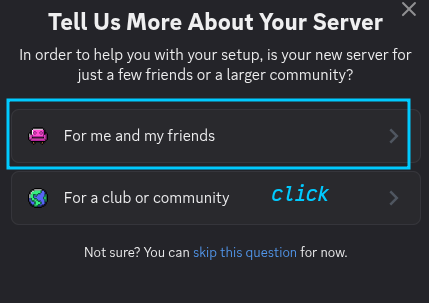 Tell Us More About Your Server
In order to help you with your setup, is your new server for
just a few friends or a larger community?
For me and my friends
For a club or community
click
Not sure? You can skip this question for now.